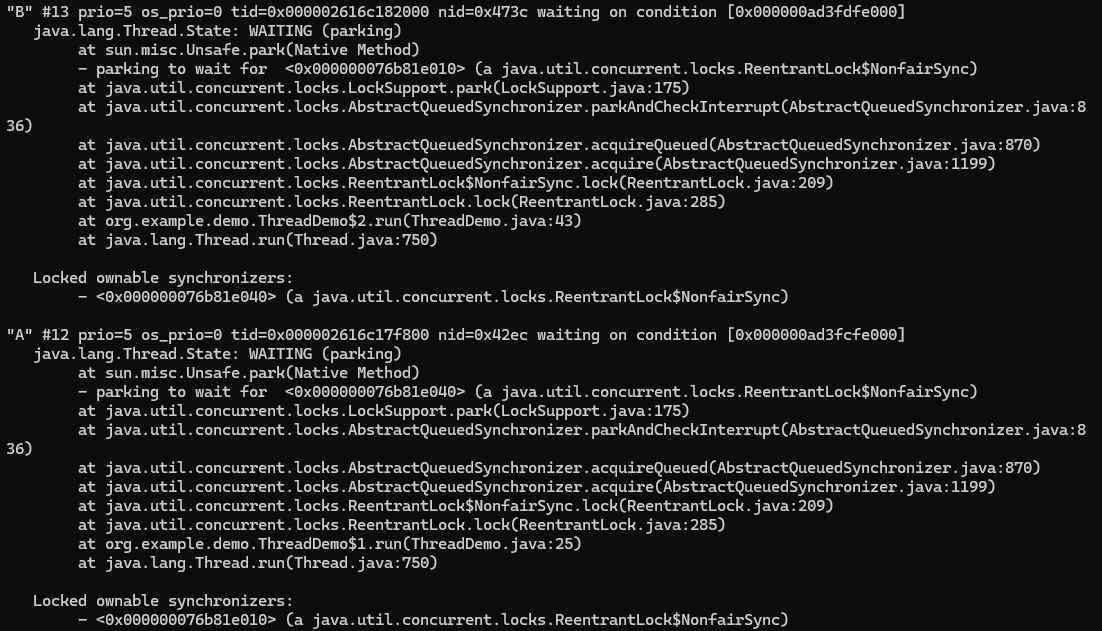 "B" #13 prio=5 os_prio=0 tid=0x000002616c182000 nid=0x473c waiting on condition [0x000000ad3fdfe000]
   java.lang.Thread.State: WAITING (parking)
        at sun.misc.Unsafe.park(Native Method)
        - parking to wait for  <0x000000076b81e010> (a java.util.concurrent.locks.ReentrantLock$NonfairSync)
        at java.util.concurrent.locks.LockSupport.park(LockSupport.java:175)
        at java.util.concurrent.locks.AbstractQueuedSynchronizer.parkAndCheckInterrupt(AbstractQueuedSynchronizer.java:8
36)
        at java.util.concurrent.locks.AbstractQueuedSynchronizer.acquireQueued(AbstractQueuedSynchronizer.java:870)
        at java.util.concurrent.locks.AbstractQueuedSynchronizer.acquire(AbstractQueuedSynchronizer.java:1199)
        at java.util.concurrent.locks.ReentrantLock$NonfairSync.lock(ReentrantLock.java:209)
        at java.util.concurrent.locks.ReentrantLock.lock(ReentrantLock.java:285)
        at org.example.demo.ThreadDemo$2.run(ThreadDemo.java:43)
        at java.lang.Thread.run(Thread.java:750)

   Locked ownable synchronizers:
        - <0x000000076b81e040> (a java.util.concurrent.locks.ReentrantLock$NonfairSync)

"A" #12 prio=5 os_prio=0 tid=0x000002616c17f800 nid=0x42ec waiting on condition [0x000000ad3fcfe000]
   java.lang.Thread.State: WAITING (parking)
        at sun.misc.Unsafe.park(Native Method)
        - parking to wait for  <0x000000076b81e040> (a java.util.concurrent.locks.ReentrantLock$NonfairSync)
        at java.util.concurrent.locks.LockSupport.park(LockSupport.java:175)
        at java.util.concurrent.locks.AbstractQueuedSynchronizer.parkAndCheckInterrupt(AbstractQueuedSynchronizer.java:8
36)
        at java.util.concurrent.locks.AbstractQueuedSynchronizer.acquireQueued(AbstractQueuedSynchronizer.java:870)
        at java.util.concurrent.locks.AbstractQueuedSynchronizer.acquire(AbstractQueuedSynchronizer.java:1199)
        at java.util.concurrent.locks.ReentrantLock$NonfairSync.lock(ReentrantLock.java:209)
        at java.util.concurrent.locks.ReentrantLock.lock(ReentrantLock.java:285)
        at org.example.demo.ThreadDemo$1.run(ThreadDemo.java:25)
        at java.lang.Thread.run(Thread.java:750)

   Locked ownable synchronizers:
        - <0x000000076b81e010> (a java.util.concurrent.locks.ReentrantLock$NonfairSync)